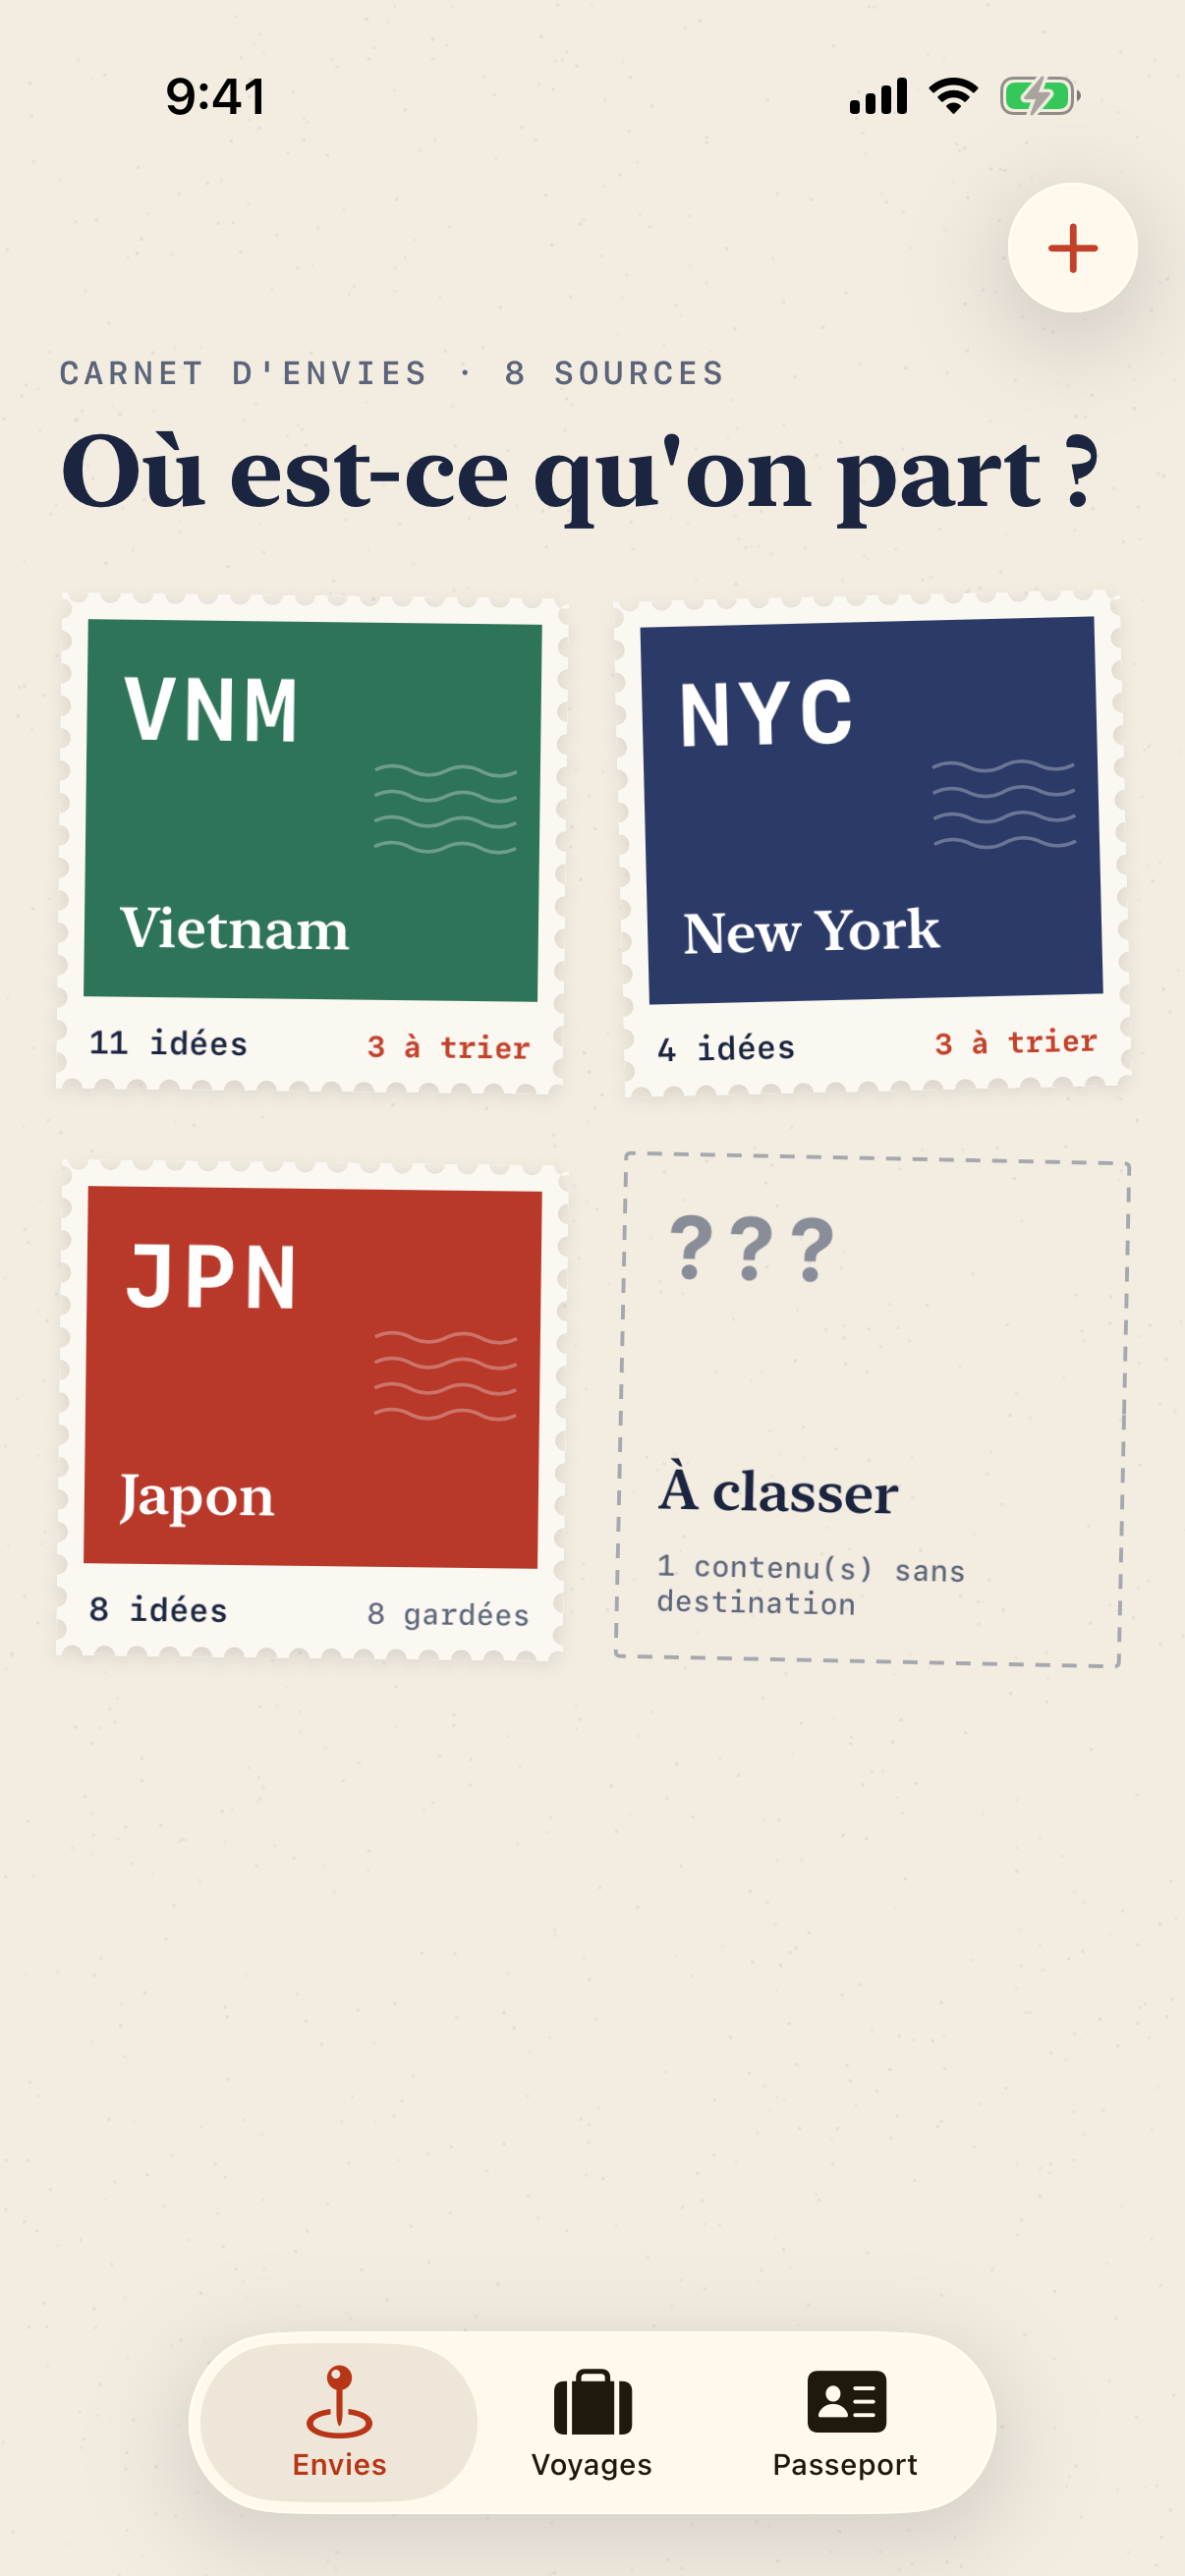 9:41
CARNET D'ENVIES · 8 SOURCES
Où est-ce qu'on part ?
VNM
Vietnam
11 idées 3 à trier
NYC
New York
4 idées 3 à trier
JPN
Japon
8 idées 8 gardées
???
À classer
1 contenu(s) sans
destination
Envies Voyages Passeport